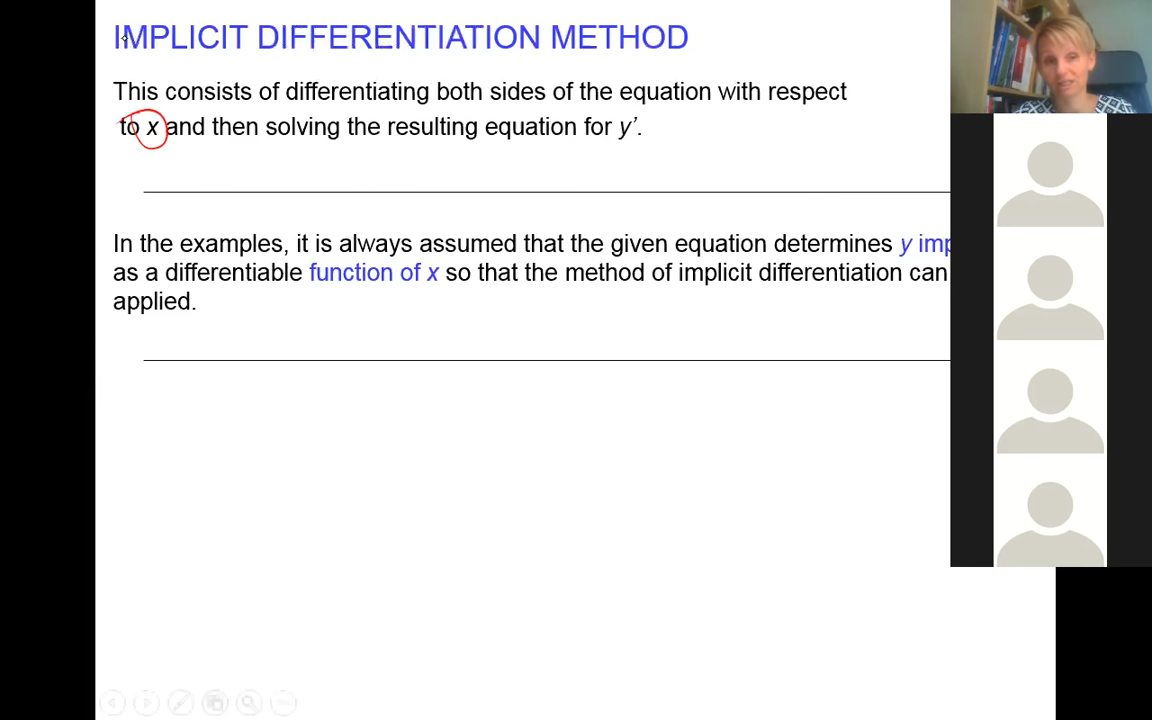 IMPLICIT DIFFERENTIATION METHOD
This consists of differentiating both sides of the equation with respect
to x and then solving the resulting equation for y’.
In the examples, it is always assumed that the given equation determines y imp
as a differentiable function of x so that the method of implicit differentiation can
applied.